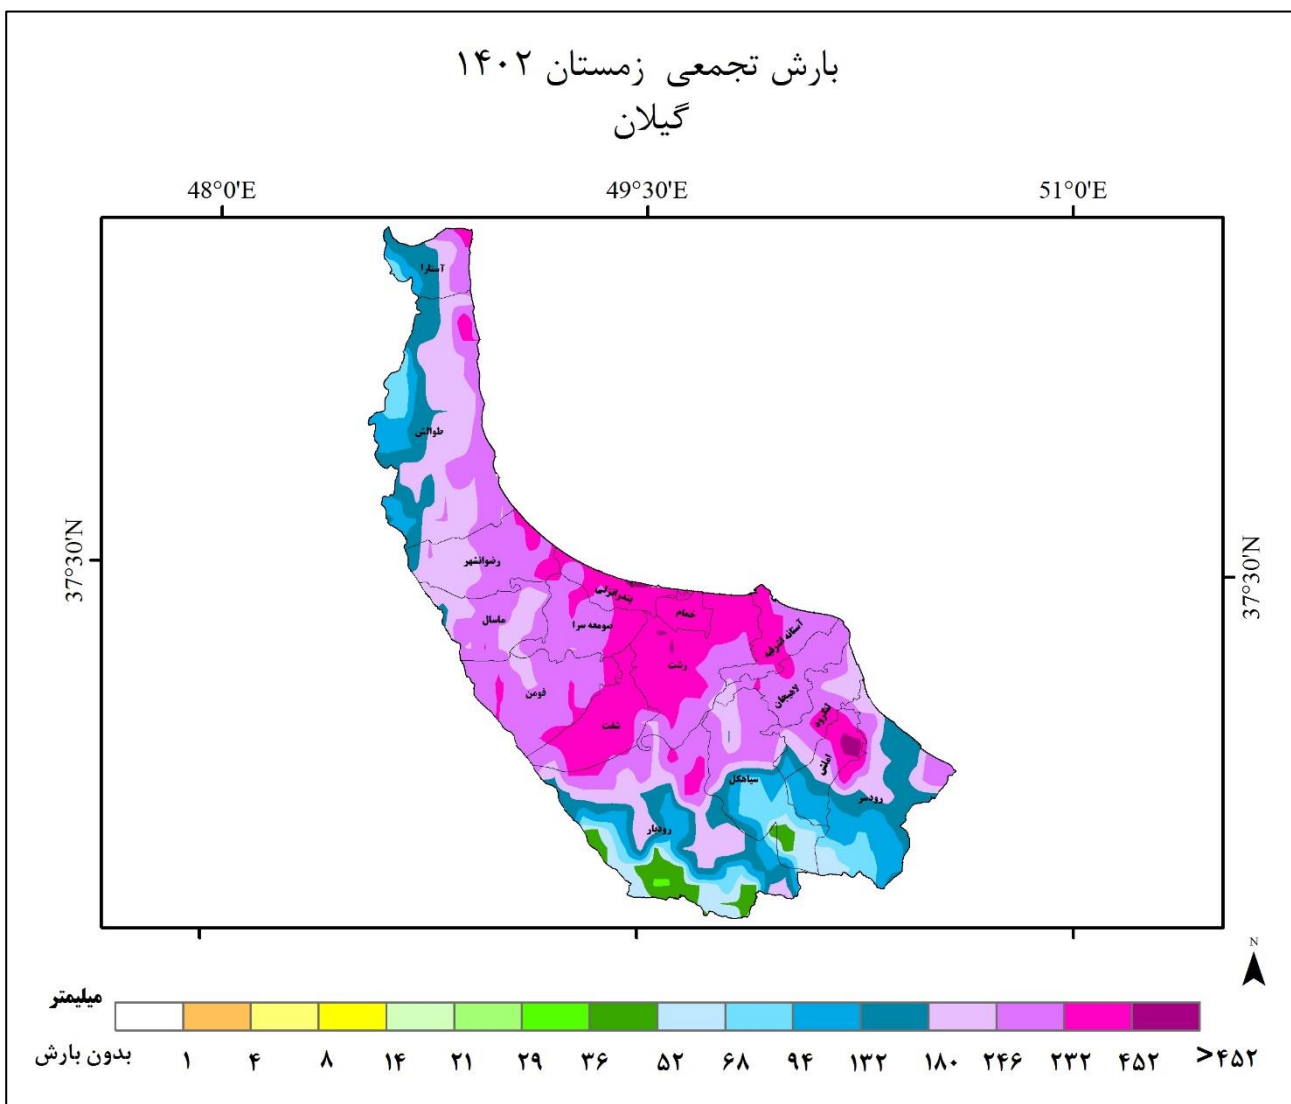 بارش تجمعی زمستان ۱۴۰۲
گیلان
48°0'E 49°30'E 51°0'E
37°30'N
37°30'N
آستارا
طوالش
رضوانشهر
بندرانزلی
خمام
ماسال
صومعه سرا
آستانه اشرفیه
رشت
فومن
لاهیجان
شفت
لنگرود
املش
سیاهکل
رودسر
رودبار
N
میلیمتر
بدون بارش ۱ ۴ ۸ ۱۴ ۲۱ ۲۹ ۳۶ ۵۲ ۶۸ ۹۴ ۱۳۲ ۱۸۰ ۲۴۶ ۲۳۲ ۴۵۲ >۴۵۲